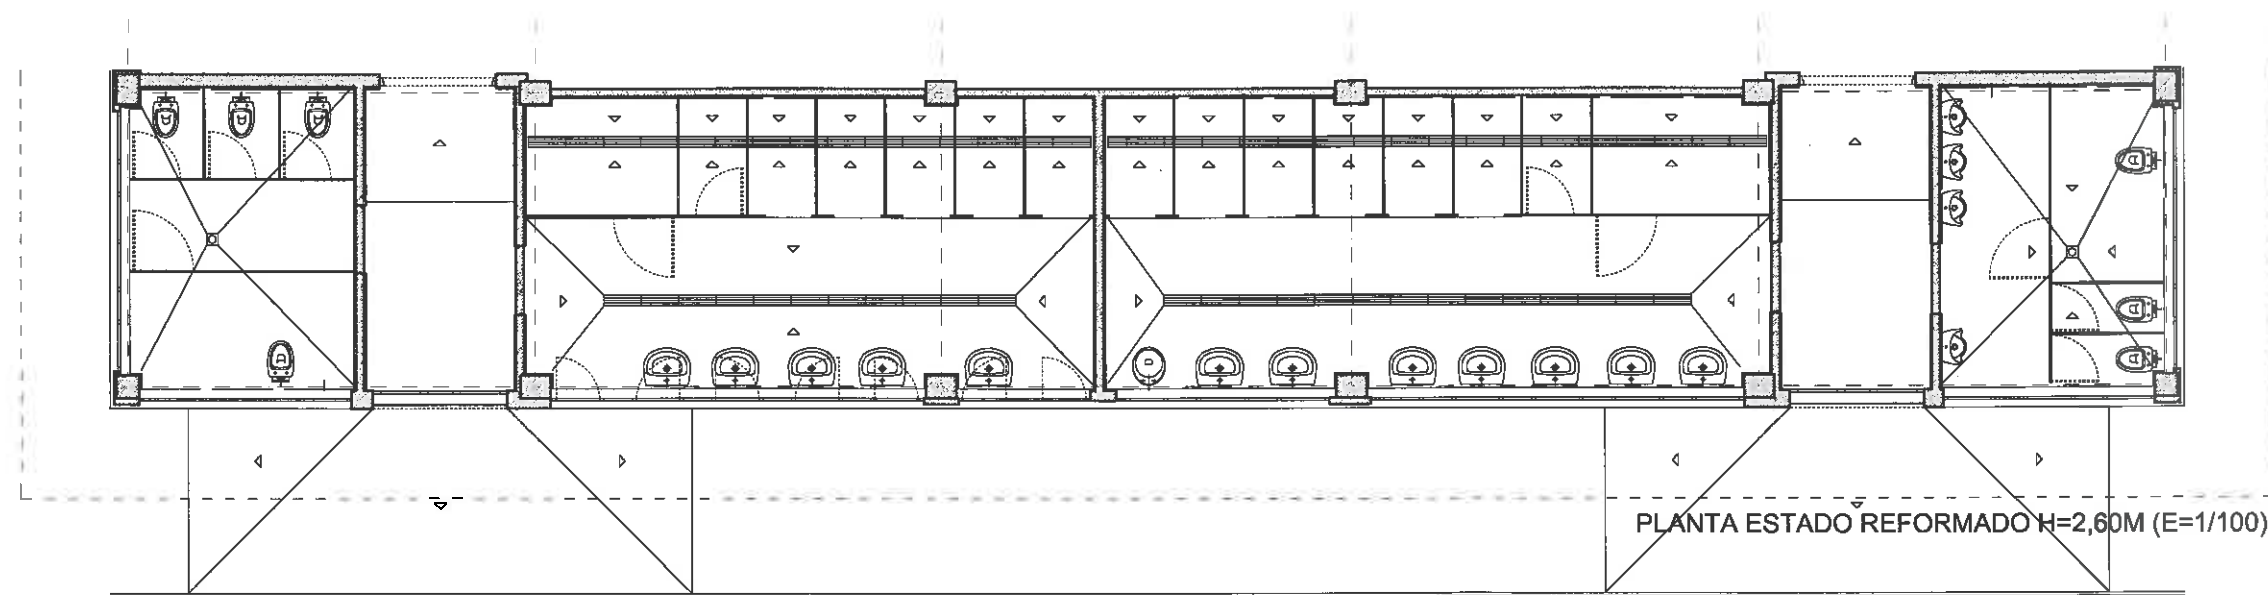 PLANTA ESTADO REFORMADO H=2,60M (E=1/100)